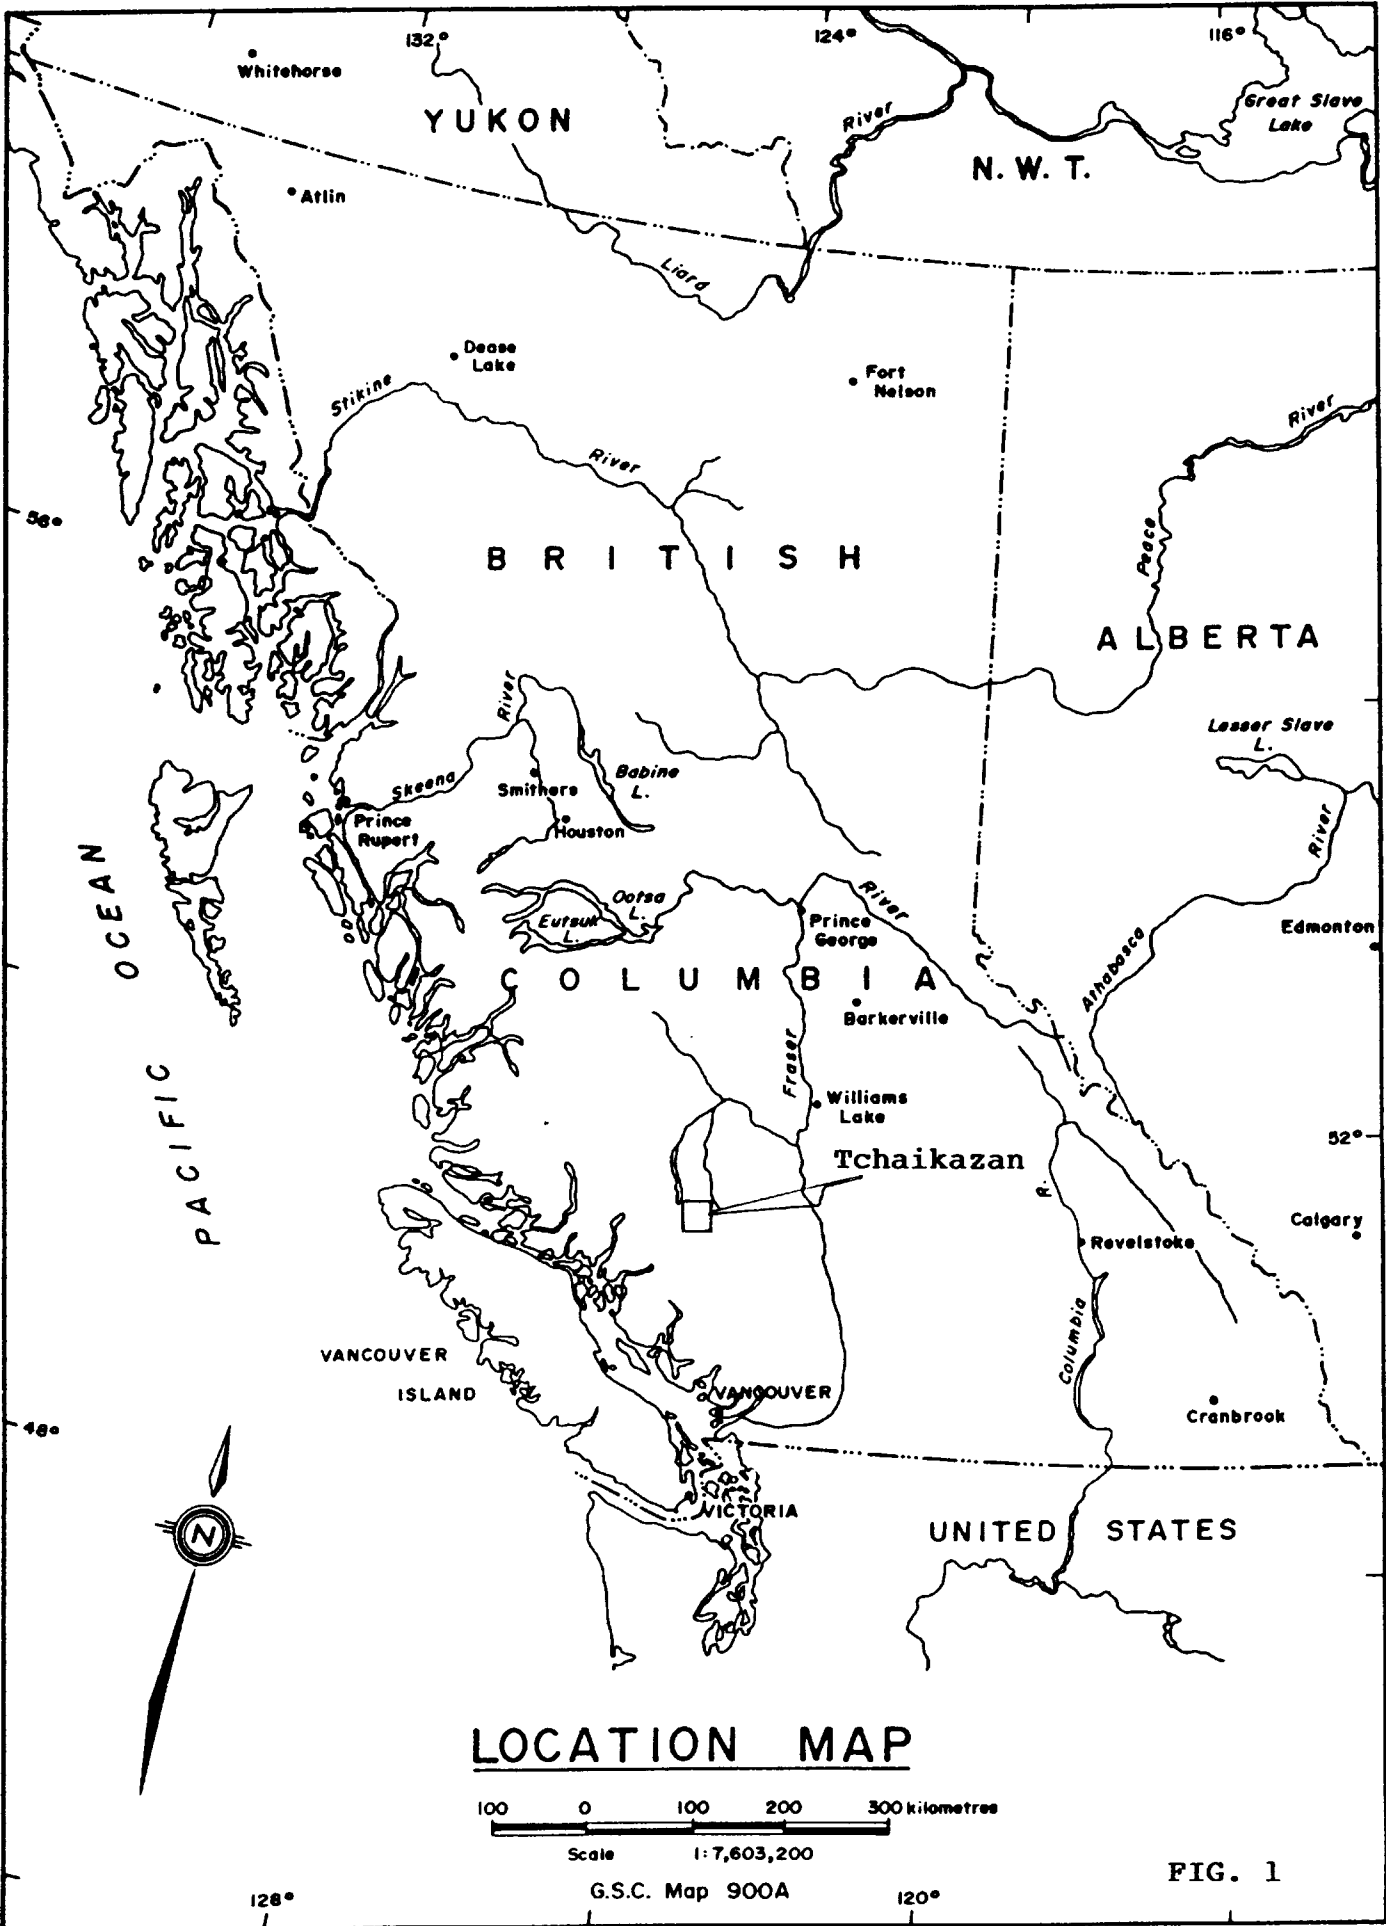 132°
124°
116°
Whitehorse
YUKON
River
Great Slave
Lake
N. W. T.
Atlin
Liard
Dease
Lake
Fort
Nelson
Stikine
River
River
56°
BRITISH
Peace
ALBERTA
River
Lesser Slave
L.
Skeena
Babine
L.
Smithers
Prince
Rupert
Houston
River
OCEAN
Ootsa
L.
Eutsuk
L.
River
Prince
George
Edmonton
COLUMBIA
Athabasca
Barkerville
Fraser
PACIFIC
Williams
Lake
52°
Tchaikazan
R.
Calgary
Revelstoke
Columbia
VANCOUVER
ISLAND
VANCOUVER
Cranbrook
48°
N
VICTORIA
UNITED STATES
LOCATION MAP
100 0 100 200 300 kilometres
Scale 1:7,603,200
G.S.C. Map 900A
FIG. 1
128°
120°